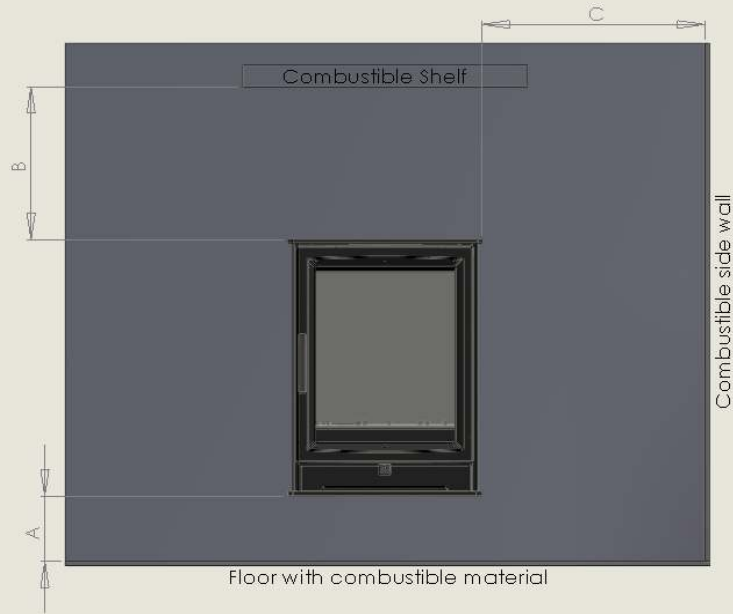 C
Combustible Shelf
B
Combustible side wall
A
Floor with combustible material